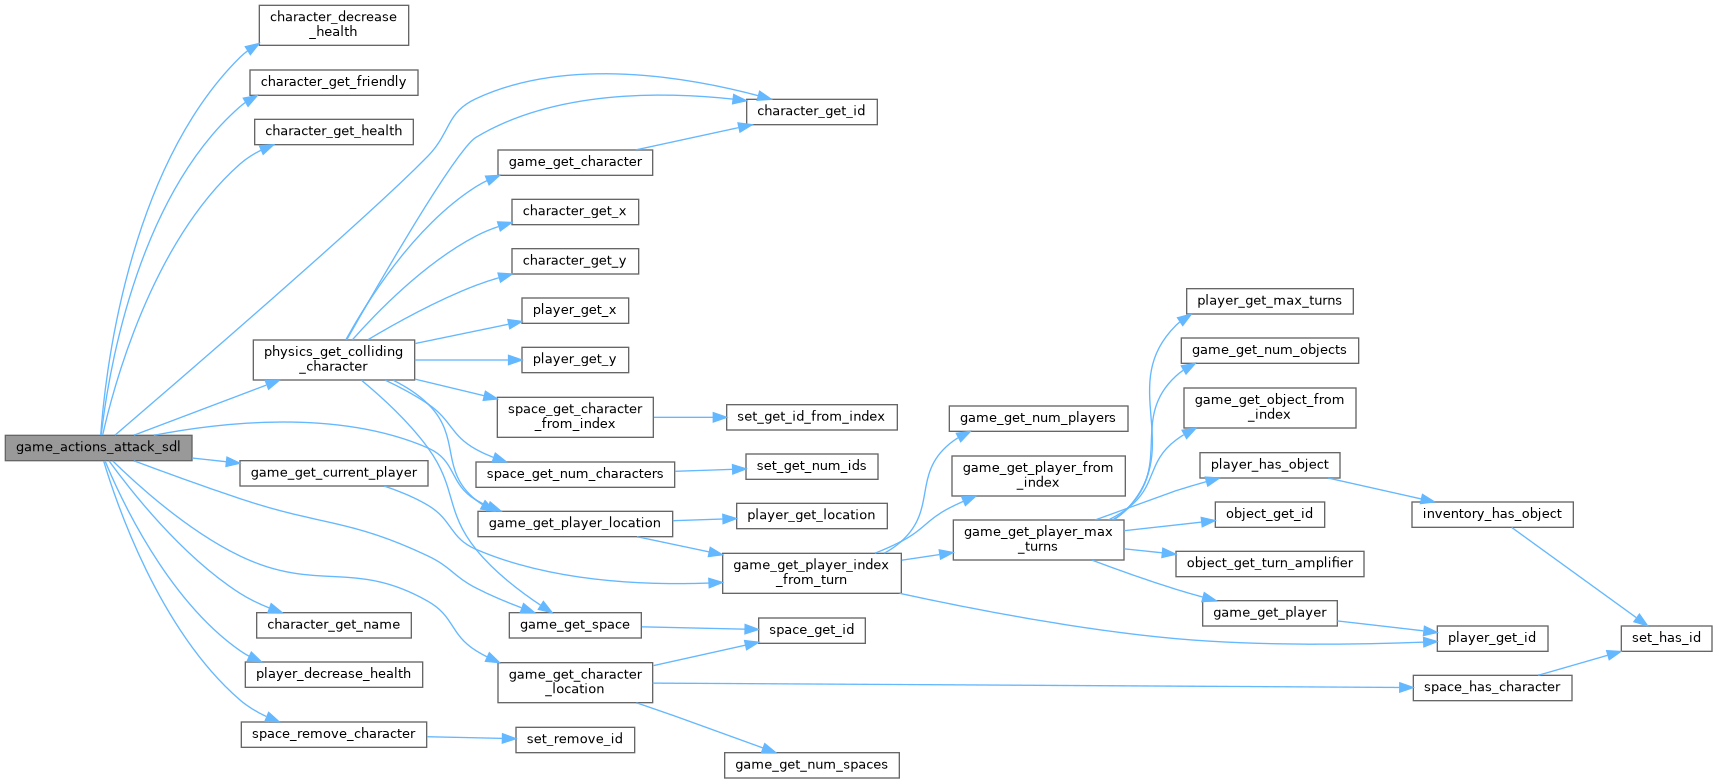 character_decrease
_health
character_get_friendly
character_get_health
character_get_id
game_get_character
character_get_x
character_get_y
player_get_x
player_get_y
physics_get_colliding
_character
space_get_character
_from_index
set_get_id_from_index
game_actions_attack_sdl
game_get_current_player
space_get_num_characters
set_get_num_ids
game_get_player_location
player_get_location
game_get_player_index
_from_turn
game_get_num_players
game_get_player_from
_index
game_get_player_max
_turns
player_get_max_turns
game_get_num_objects
game_get_object_from
_index
player_has_object
inventory_has_object
object_get_id
object_get_turn_amplifier
game_get_player
player_get_id
set_has_id
character_get_name
game_get_space
space_get_id
player_decrease_health
game_get_character
_location
space_has_character
space_remove_character
set_remove_id
game_get_num_spaces